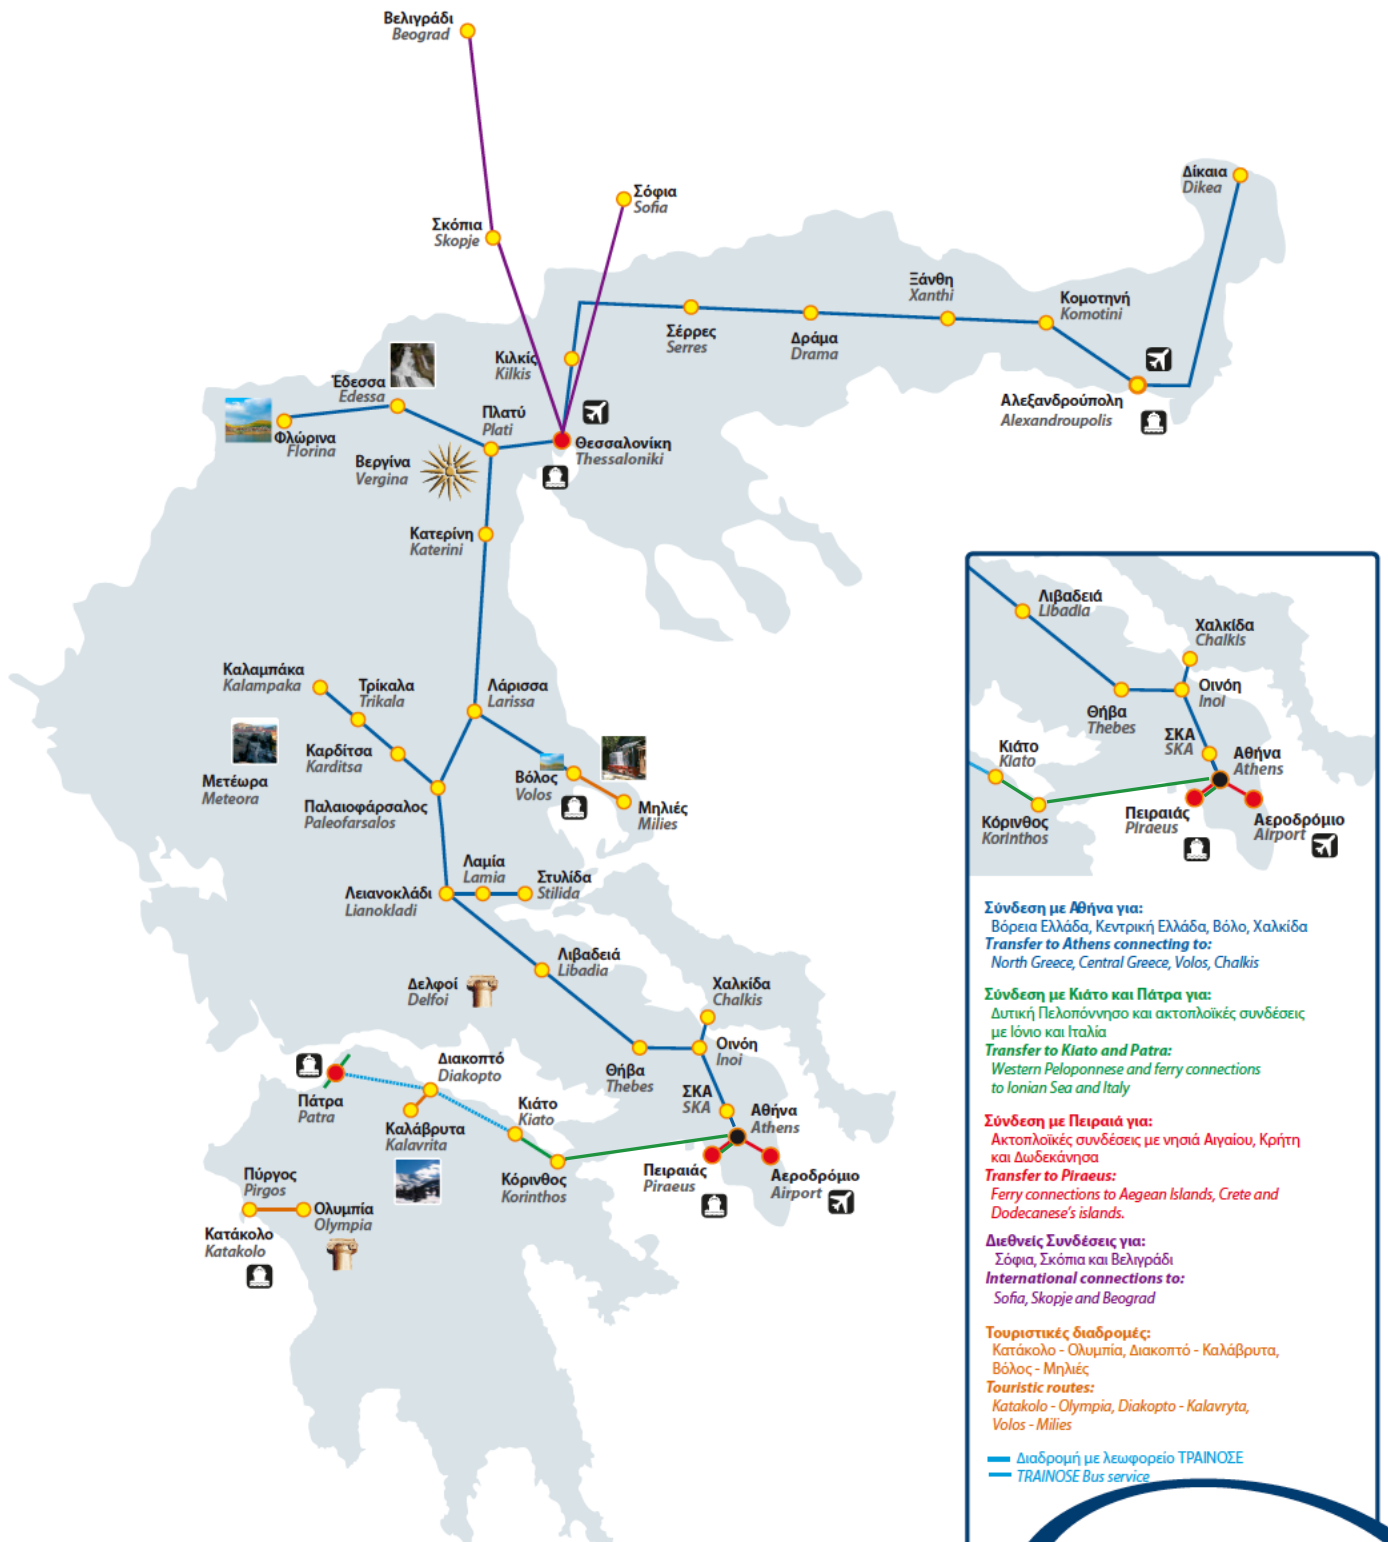 Βελιγράδι
Beograd
Σκόπια
Skopje
Σόφια
Sofia
Δίκαια
Dikea
Ξάνθη
Xanthi
Κομοτηνή
Komotini
Σέρρες
Serres
Δράμα
Drama
Κιλκίς
Kilkis
Αλεξανδρούπολη
Alexandroupolis
Έδεσσα
Edessa
Φλώρινα
Florina
Πλατύ
Plati
Θεσσαλονίκη
Thessaloniki
Βεργίνα
Vergina
Κατερίνη
Katerini
Καλαμπάκα
Kalampaka
Τρίκαλα
Trikala
Λάρισσα
Larissa
Καρδίτσα
Karditsa
Μετέωρα
Meteora
Βόλος
Volos
Μηλιές
Milies
Παλαιοφάρσαλος
Paleofarsalos
Λαμία
Lamia
Στυλίδα
Stilida
Λειανοκλάδι
Lianokladi
Λιβαδειά
Libadia
Δελφοί
Delfoi
Χαλκίδα
Chalkis
Οινόη
Inoi
Θήβα
Thebes
ΣΚΑ
SKA
Αθήνα
Athens
Διακοπτό
Diakopto
Πάτρα
Patra
Κιάτο
Kiato
Καλάβρυτα
Kalavrita
Κόρινθος
Korinthos
Πειραιάς
Piraeus
Αεροδρόμιο
Airport
Πύργος
Pirgos
Ολυμπία
Olympia
Κατάκολο
Katakolo
Λιβαδειά
Libadia
Χαλκίδα
Chalkis
Οινόη
Inoi
Θήβα
Thebes
ΣΚΑ
SKA
Αθήνα
Athens
Κιάτο
Kiato
Κόρινθος
Korinthos
Πειραιάς
Piraeus
Αεροδρόμιο
Airport
Σύνδεση με Αθήνα για:
Βόρεια Ελλάδα, Κεντρική Ελλάδα, Βόλο, Χαλκίδα
Transfer to Athens connecting to:
North Greece, Central Greece, Volos, Chalkis
Σύνδεση με Κιάτο και Πάτρα για:
Δυτική Πελοπόννησο και ακτοπλοϊκές συνδέσεις
με Ιόνιο και Ιταλία
Transfer to Kiato and Patra:
Western Peloponnese and ferry connections
to Ionian Sea and Italy
Σύνδεση με Πειραιά για:
Ακτοπλοϊκές συνδέσεις με νησιά Αιγαίου, Κρήτη
και Δωδεκάνησα
Transfer to Piraeus:
Ferry connections to Aegean Islands, Crete and
Dodecanese's islands.
Διεθνείς Συνδέσεις για:
Σόφια, Σκόπια και Βελιγράδι
International connections to:
Sofia, Skopje and Beograd
Τουριστικές διαδρομές:
Κατάκολο - Ολυμπία, Διακοπτό - Καλάβρυτα,
Βόλος - Μηλιές
Touristic routes:
Katakolo - Olympia, Diakopto - Kalavryta,
Volos - Milies
Διαδρομή με λεωφορείο ΤΡΑΙΝΟΣΕ
TRAINOSE Bus service